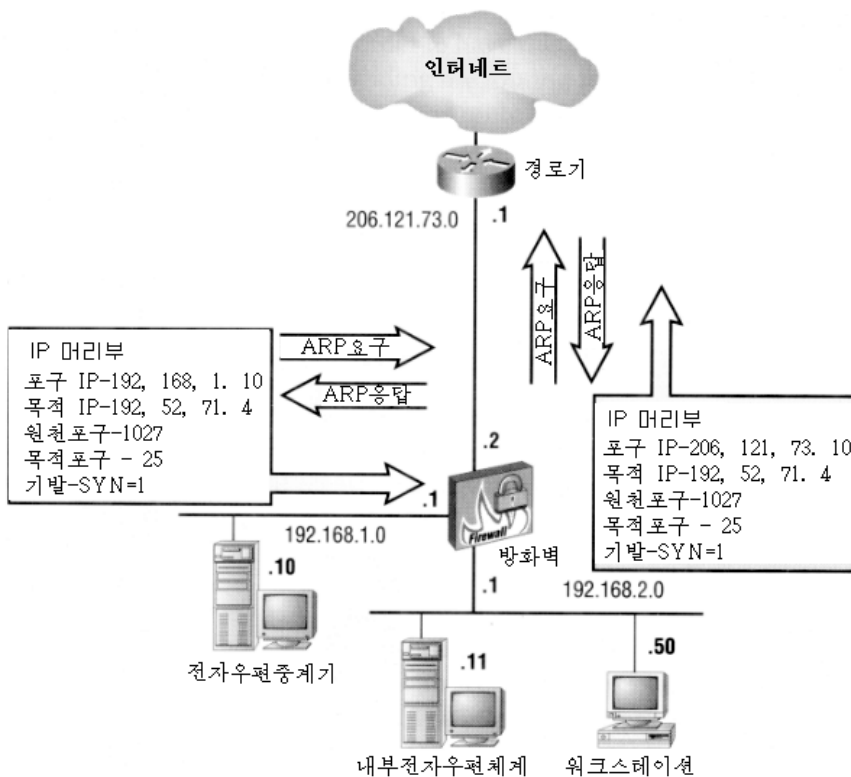 인터네트
경로기
206.121.73.0
.1
ARP요구
ARP응답
ARP요구
ARP응답
IP 머리부
포구 IP-192, 168, 1. 10
목적 IP-192, 52, 71. 4
원천포구-1027
목적포구 - 25
기발-SYN=1
IP 머리부
포구 IP-206, 121, 73. 10
목적 IP-192, 52, 71. 4
원천포구-1027
목적포구 - 25
기발-SYN=1
.2
.1
Firewall
192.168.1.0
방화벽
.10
.1
192.168.2.0
전자우편중계기
.11
.50
내부전자우편체계
워크스테이션